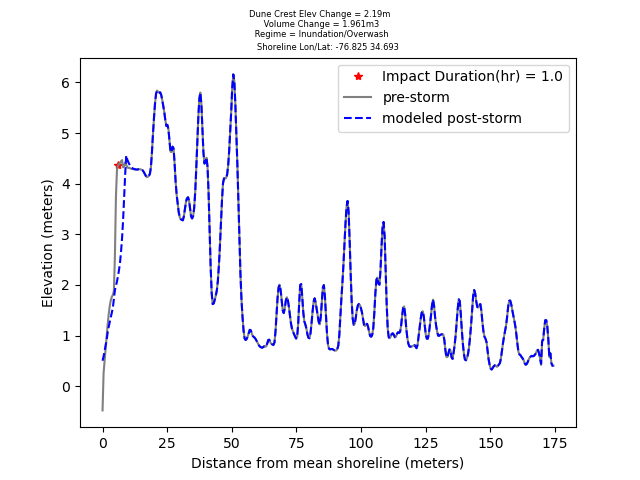 Dune Crest Elev Change = 2.19m
Volume Change = 1.961m3
Regime = Inundation/Overwash
Shoreline Lon/Lat: -76.825 34.693
Impact Duration(hr) = 1.0
pre-storm
modeled post-storm
6
5
4
3
2
1
0
Elevation (meters)
0 25 50 75 100 125 150 175
Distance from mean shoreline (meters)